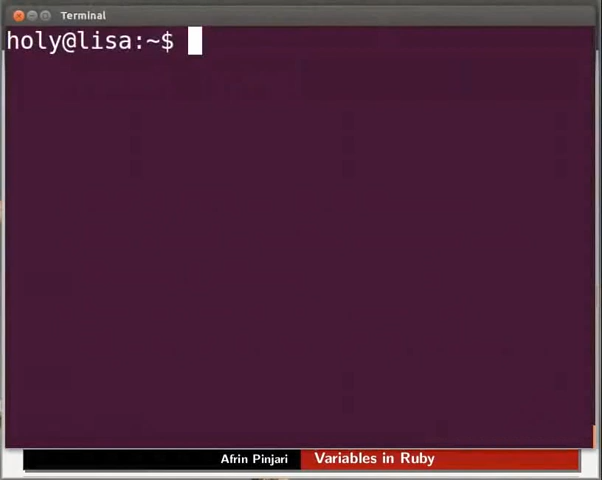 Terminal
holy@lisa:~$
Afrin Pinjari
Variables in Ruby